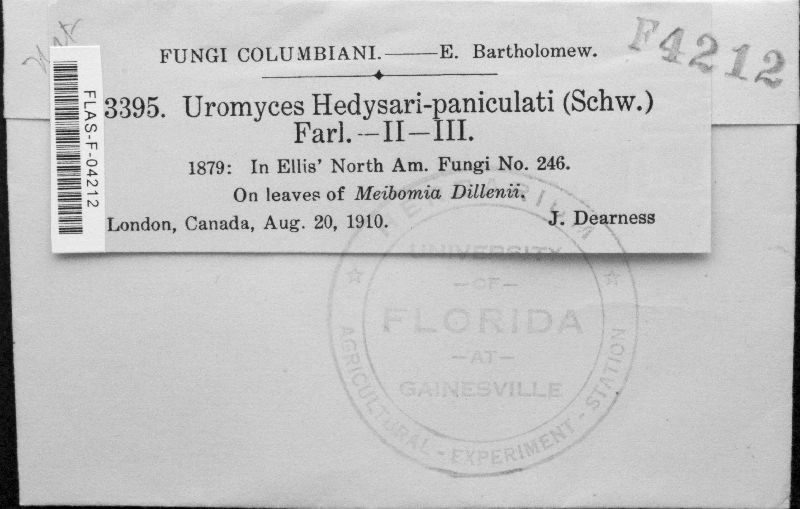 F4212
FUNGI COLUMBIANI.——E. Bartholomew.
FLAS-F-04212
3395. Uromyces Hedysari-paniculati (Schw.)
Farl.—II—III.
1879: In Ellis' North Am. Fungi No. 246.
On leaves of Meibomia Dillenii.
London, Canada, Aug. 20, 1910. J. Dearness
HERBARIUM
UNIVERSITY
—OF—
FLORIDA
—AT—
GAINESVILLE
AGRICULTURAL - EXPERIMENT - STATION